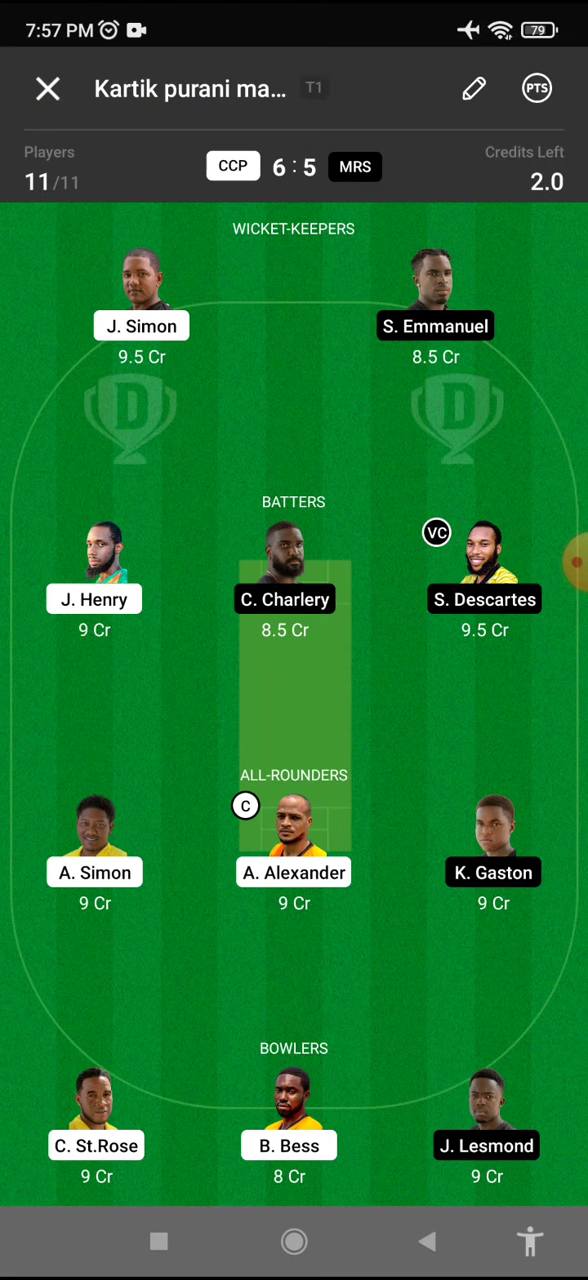 7:57 PM 79
Kartik purani ma... T1 PTS
Players Credits Left
11/11 CCP 6 : 5 MRS 2.0
WICKET-KEEPERS
J. Simon S. Emmanuel
9.5 Cr 8.5 Cr
D D
BATTERS
VC
J. Henry C. Charlery S. Descartes
9 Cr 8.5 Cr 9.5 Cr
ALL-ROUNDERS
C
A. Simon A. Alexander K. Gaston
9 Cr 9 Cr 9 Cr
BOWLERS
C. St.Rose B. Bess J. Lesmond
9 Cr 8 Cr 9 Cr